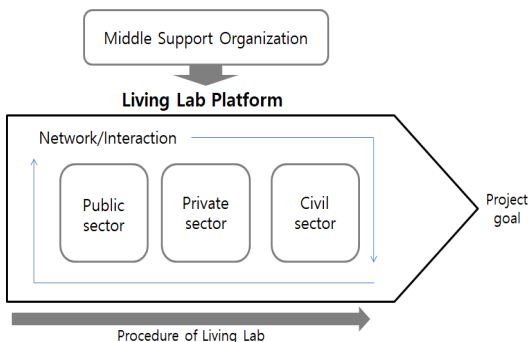 Middle Support Organization
Living Lab Platform
Network/Interaction
Public
sector
Private
sector
Civil
sector
Project
goal
Procedure of Living Lab